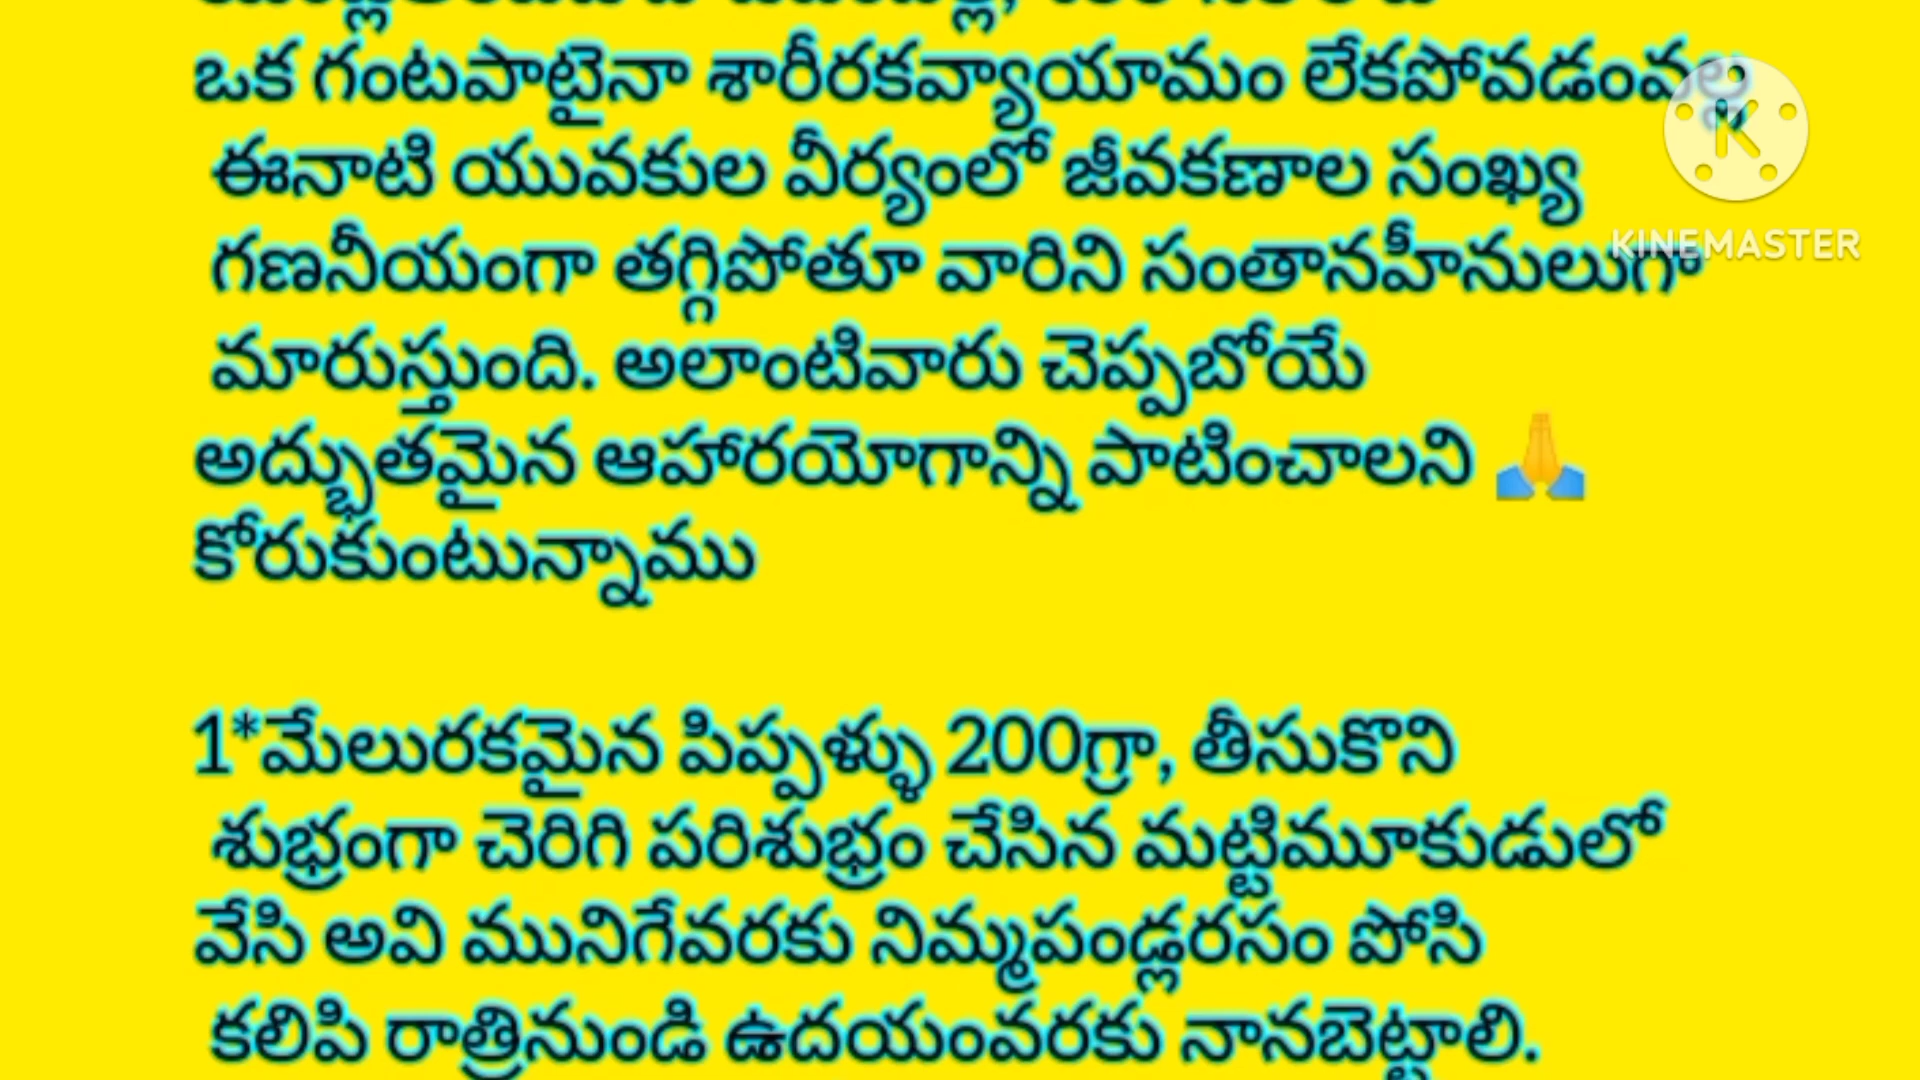 ఒక గంటపాటైనా శారీరకవ్యాయామం లేకపోవడంవల్ల
ఈనాటి యువకుల వీర్యంలో జీవకణాల సంఖ్య
గణనీయంగా తగ్గిపోతూ వారిని సంతానహీనులుగా
మారుస్తుంది. అలాంటివారు చెప్పబోయే
అద్భుతమైన ఆహారయోగాన్ని పాటించాలని 🙏
కోరుకుంటున్నాము
1*మేలురకమైన పిప్పళ్ళు 200గ్రా, తీసుకొని
శుభ్రంగా చెరిగి పరిశుభ్రం చేసిన మట్టిమూకుడులో
వేసి అవి మునిగేవరకు నిమ్మపండ్లరసం పోసి
కలిపి రాత్రినుండి ఉదయంవరకు నానబెట్టాలి.
K
KINEMASTER